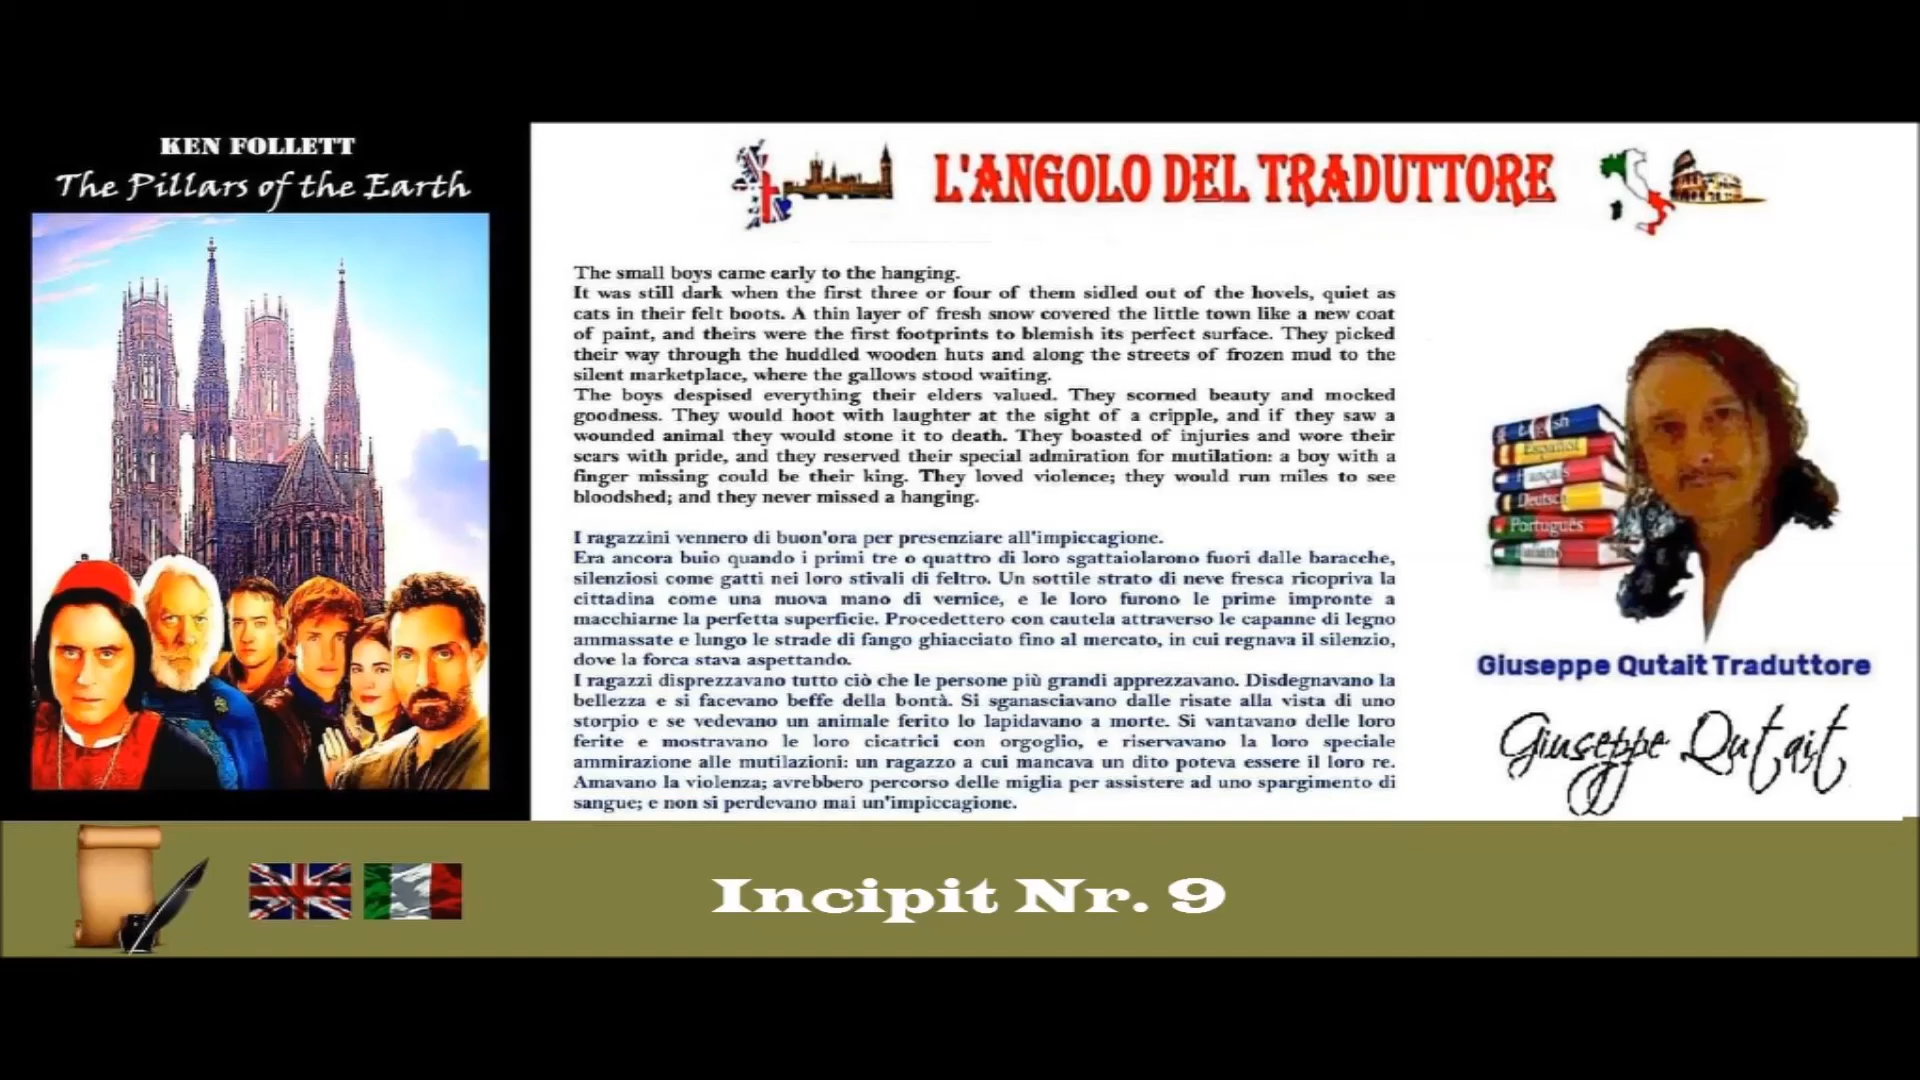 KEN FOLLETT
The Pillars of the Earth
L'ANGOLO DEL TRADUTTORE
The small boys came early to the hanging.
It was still dark when the first three or four of them sidled out of the hovels, quiet as
cats in their felt boots. A thin layer of fresh snow covered the little town like a new coat
of paint, and theirs were the first footprints to blemish its perfect surface. They picked
their way through the huddled wooden huts and along the streets of frozen mud to the
silent marketplace, where the gallows stood waiting.
The boys despised everything their elders valued. They scorned beauty and mocked
goodness. They would hoot with laughter at the sight of a cripple, and if they saw a
wounded animal they would stone it to death. They boasted of injuries and wore their
scars with pride, and they reserved their special admiration for mutilation: a boy with a
finger missing could be their king. They loved violence; they would run miles to see
bloodshed; and they never missed a hanging.
I ragazzini vennero di buon'ora per presenziare all'impiccagione.
Era ancora buio quando i primi tre o quattro di loro sgattaiolarono fuori dalle baracche,
silenziosi come gatti nei loro stivali di feltro. Un sottile strato di neve fresca ricopriva la
cittadina come una nuova mano di vernice, e le loro furono le prime impronte a
macchiarne la perfetta superficie. Procedettero con cautela attraverso le capanne di legno
ammassate e lungo le strade di fango ghiacciato fino al mercato, in cui regnava il silenzio,
dove la forca stava aspettando.
I ragazzi disprezzavano tutto ciò che le persone più grandi apprezzavano. Disdegnavano la
bellezza e si facevano beffe della bontà. Si sganasciavano dalle risate alla vista di uno
storpio e se vedevano un animale ferito lo lapidavano a morte. Si vantavano delle loro
ferite e mostravano le loro cicatrici con orgoglio, e riservavano la loro speciale
ammirazione alle mutilazioni: un ragazzo a cui mancava un dito poteva essere il loro re.
Amavano la violenza; avrebbero percorso delle miglia per assistere ad uno spargimento di
sangue; e non si perdevano mai un'impiccagione.
Español
Français
Deutsch
Português
Giuseppe Qutait Traduttore
Giuseppe Qutait
Incipit Nr. 9